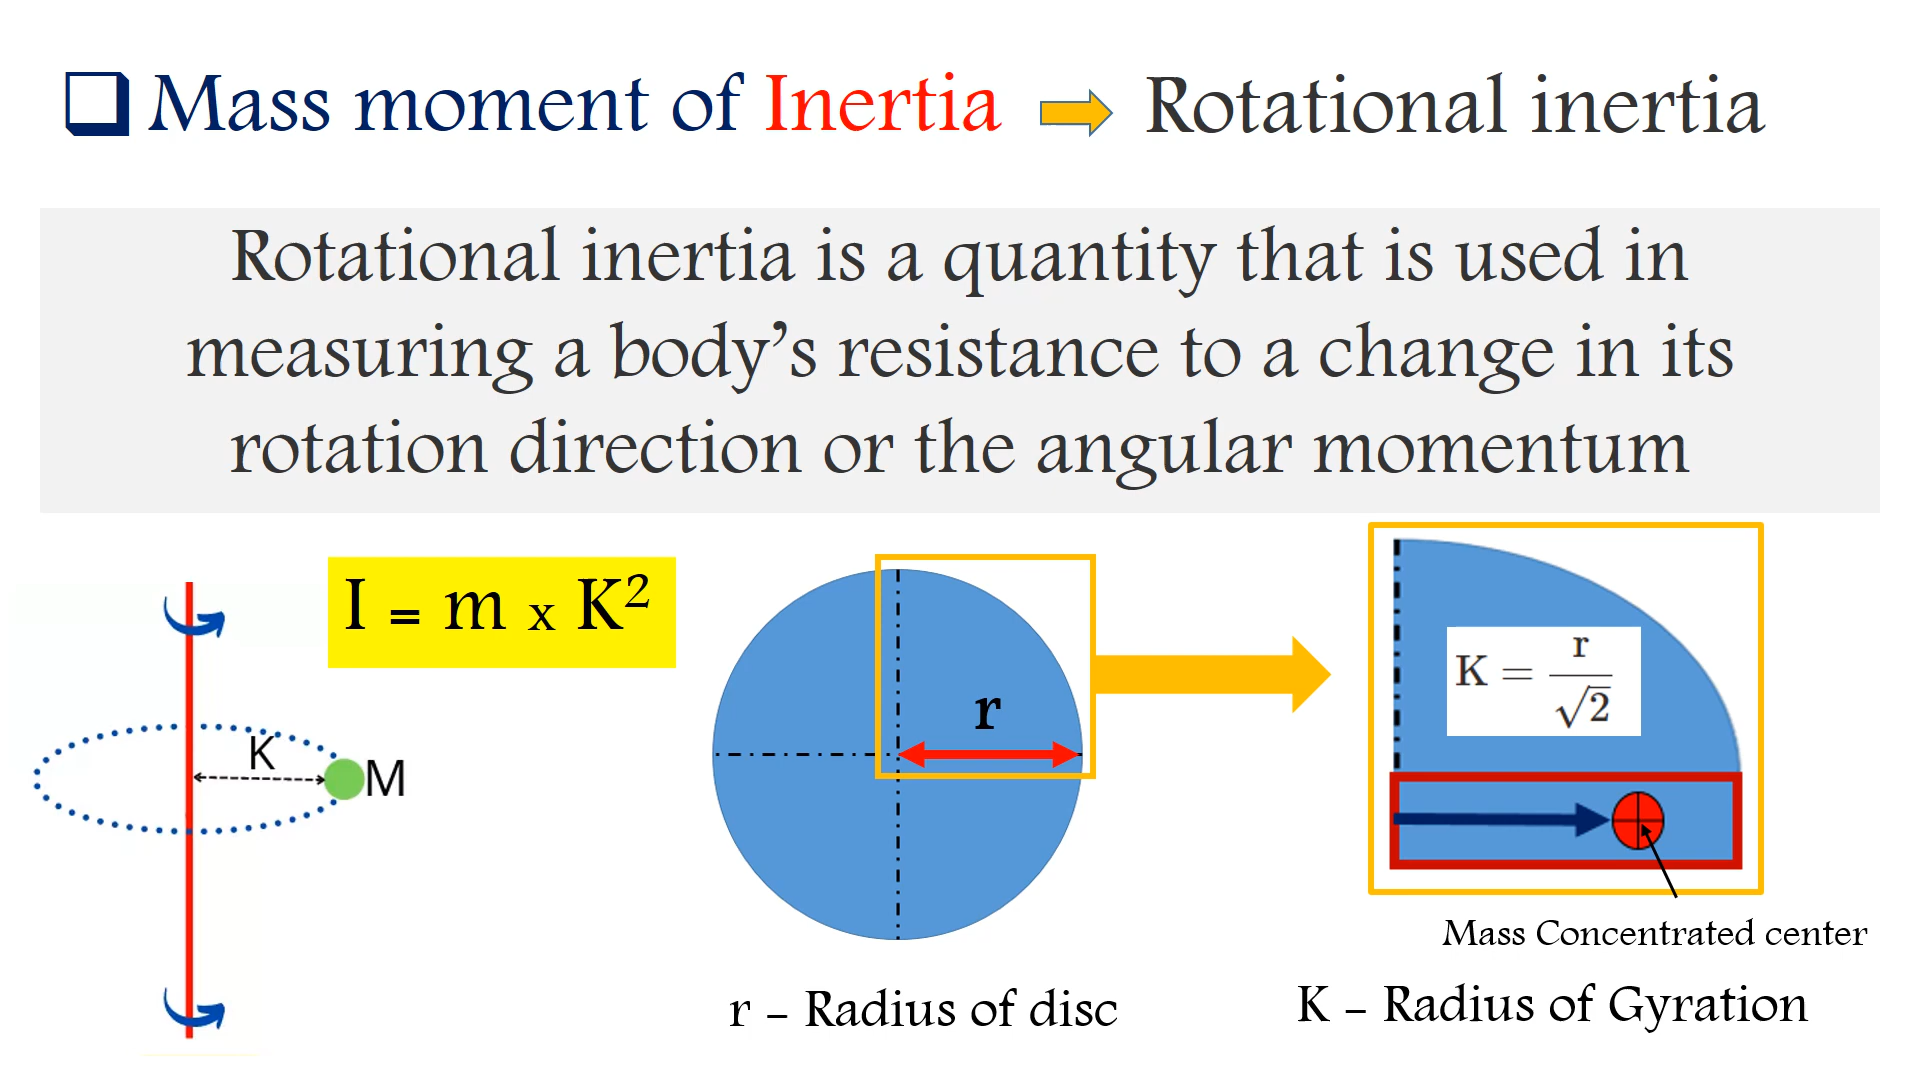 Mass moment of Inertia Rotational inertia
Rotational inertia is a quantity that is used in
measuring a body’s resistance to a change in its
rotation direction or the angular momentum
I = m x K²
K
M
r
K = r/√2
Mass Concentrated center
r – Radius of disc
K – Radius of Gyration